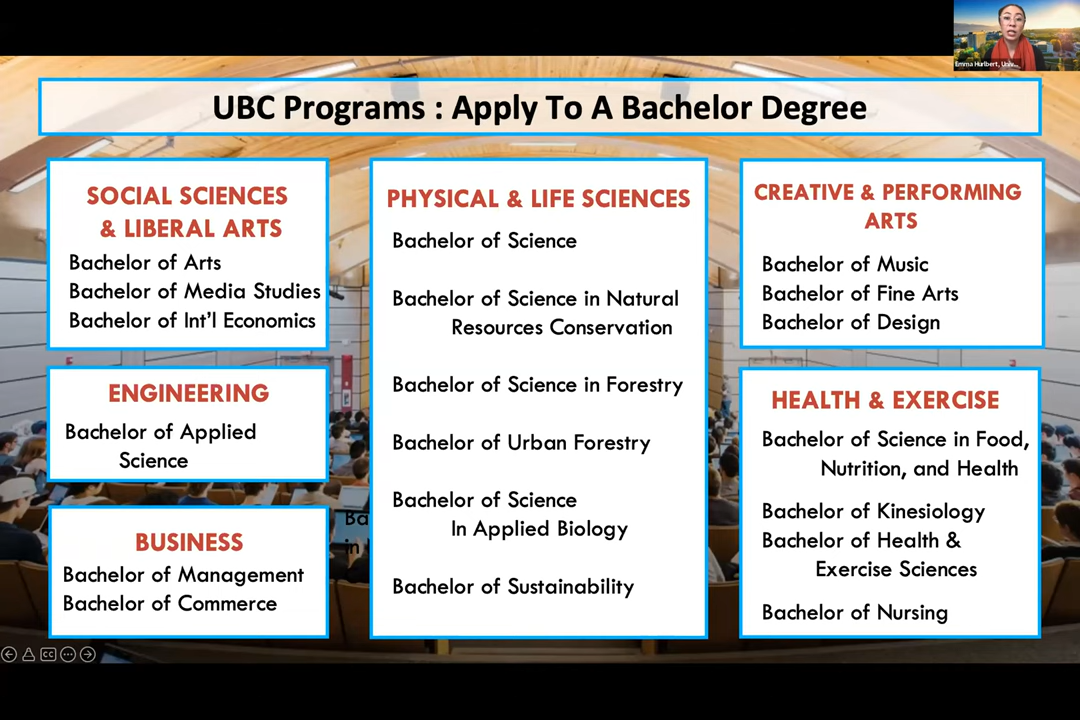 Emma Hurlbert, Univ...
UBC Programs : Apply To A Bachelor Degree
SOCIAL SCIENCES
& LIBERAL ARTS
Bachelor of Arts
Bachelor of Media Studies
Bachelor of Int'l Economics
ENGINEERING
Bachelor of Applied
Science
BUSINESS
Bachelor of Management
Bachelor of Commerce
PHYSICAL & LIFE SCIENCES
Bachelor of Science
Bachelor of Science in Natural
Resources Conservation
Bachelor of Science in Forestry
Bachelor of Urban Forestry
Bachelor of Science
In Applied Biology
Bachelor of Sustainability
CREATIVE & PERFORMING
ARTS
Bachelor of Music
Bachelor of Fine Arts
Bachelor of Design
HEALTH & EXERCISE
Bachelor of Science in Food,
Nutrition, and Health
Bachelor of Kinesiology
Bachelor of Health &
Exercise Sciences
Bachelor of Nursing
CC